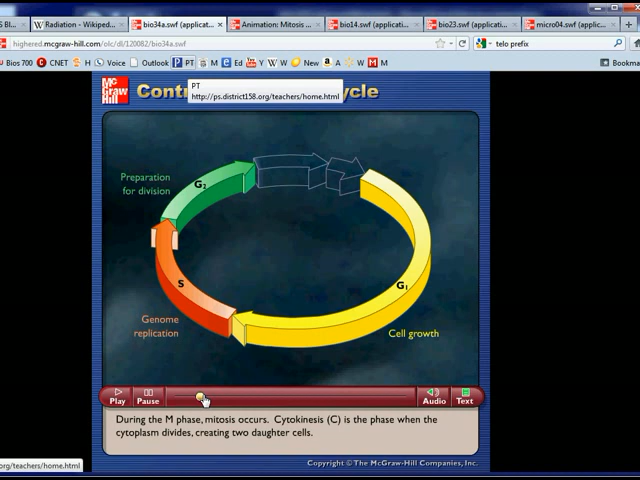 S Bl...
Radiation - Wikiped...
bio34a.swf (applicat...
Animation: Mitosis ...
bio14.swf (applicati...
bio23.swf (applicati...
micro04.swf (applica...
highered.mcgraw-hill.com/olc/dl/120082/bio34a.swf
telo prefix
Bios 700 CNET H Voice Outlook PT M Ed Y W New A W M Bookma
PT
http://ps.district158.org/teachers/home.html
Mc
Graw
Hill
Cont ycle
Preparation
for division
G2
S
G1
Genome
replication
Cell growth
Play Pause Audio Text
During the M phase, mitosis occurs. Cytokinesis (C) is the phase when the
cytoplasm divides, creating two daughter cells.
Copyright © The McGraw-Hill Companies, Inc.
org/teachers/home.html